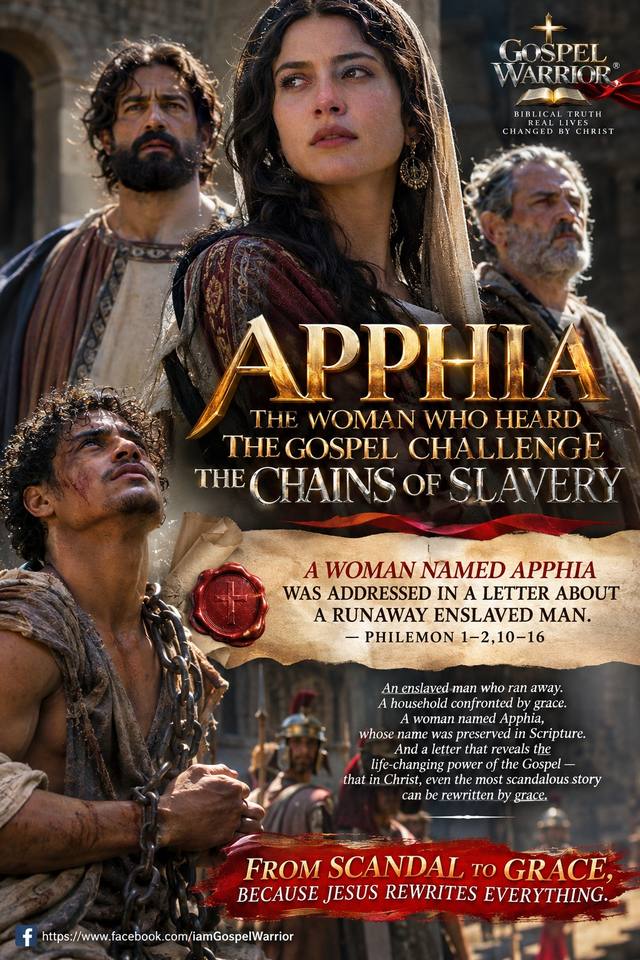 GOSPEL
WARRIOR®
BIBLICAL TRUTH
REAL LIVES
CHANGED BY CHRIST
APPHIA
THE WOMAN WHO HEARD
THE GOSPEL CHALLENGE
THE CHAINS OF SLAVERY
A WOMAN NAMED APPHIA
WAS ADDRESSED IN A LETTER ABOUT
A RUNAWAY ENSLAVED MAN.
— PHILEMON 1–2,10–16
An enslaved man who ran away.
A household confronted by grace.
A woman named Apphia,
whose name was preserved in Scripture.
And a letter that reveals the
life-changing power of the Gospel —
that in Christ, even the most scandalous story
can be rewritten by grace.
FROM SCANDAL TO GRACE,
BECAUSE JESUS REWRITES EVERYTHING.
f https://www.facebook.com/iamGospelWarrior